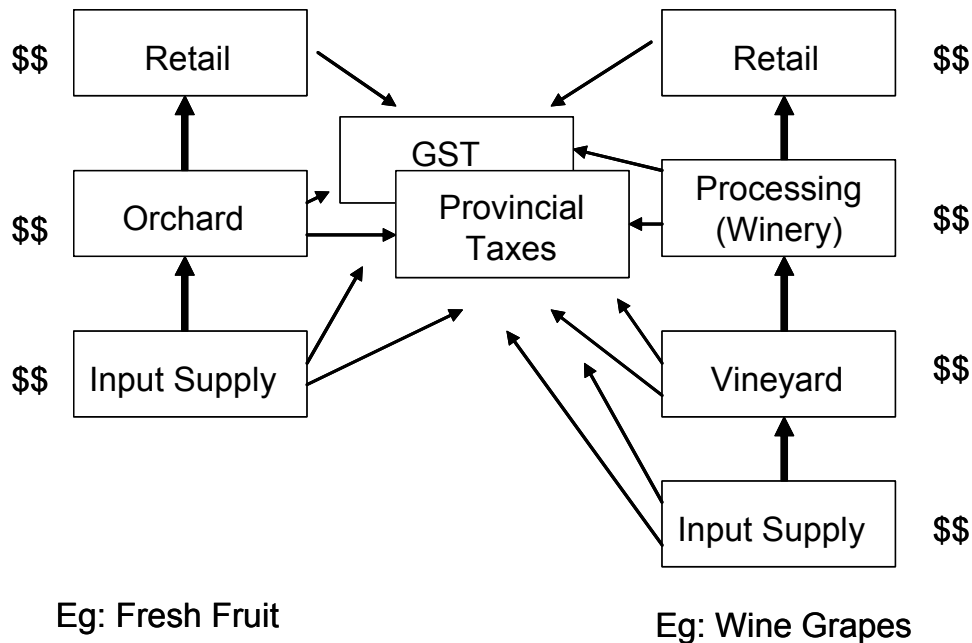 $$
Retail
Retail
$$
GST
$$
Orchard
Provincial
Taxes
Processing
(Winery)
$$
$$
Input Supply
Vineyard
$$
Input Supply
$$
Eg: Fresh Fruit
Eg: Wine Grapes